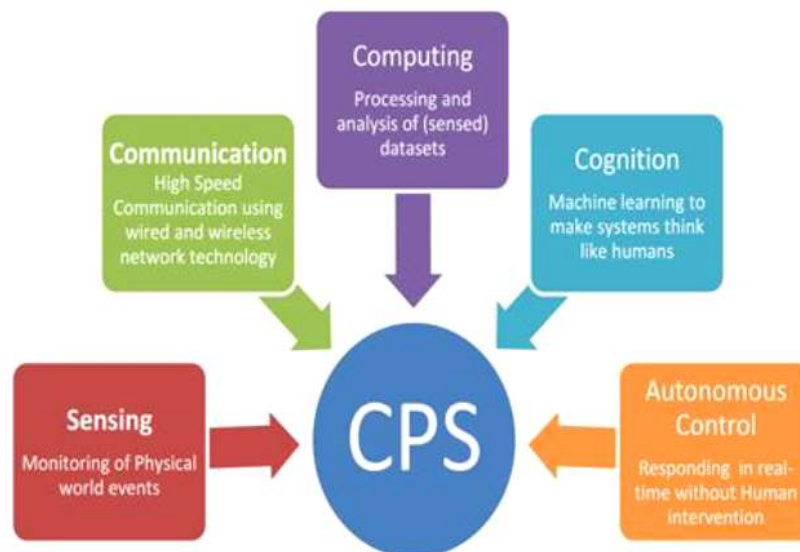 Computing
Processing and
analysis of (sensed)
datasets
Communication
High Speed
Communication using
wired and wireless
network technology
Cognition
Machine learning to
make systems think
like humans
Sensing
Monitoring of Physical
world events
CPS
Autonomous
Control
Responding in real-
time without Human
intervention